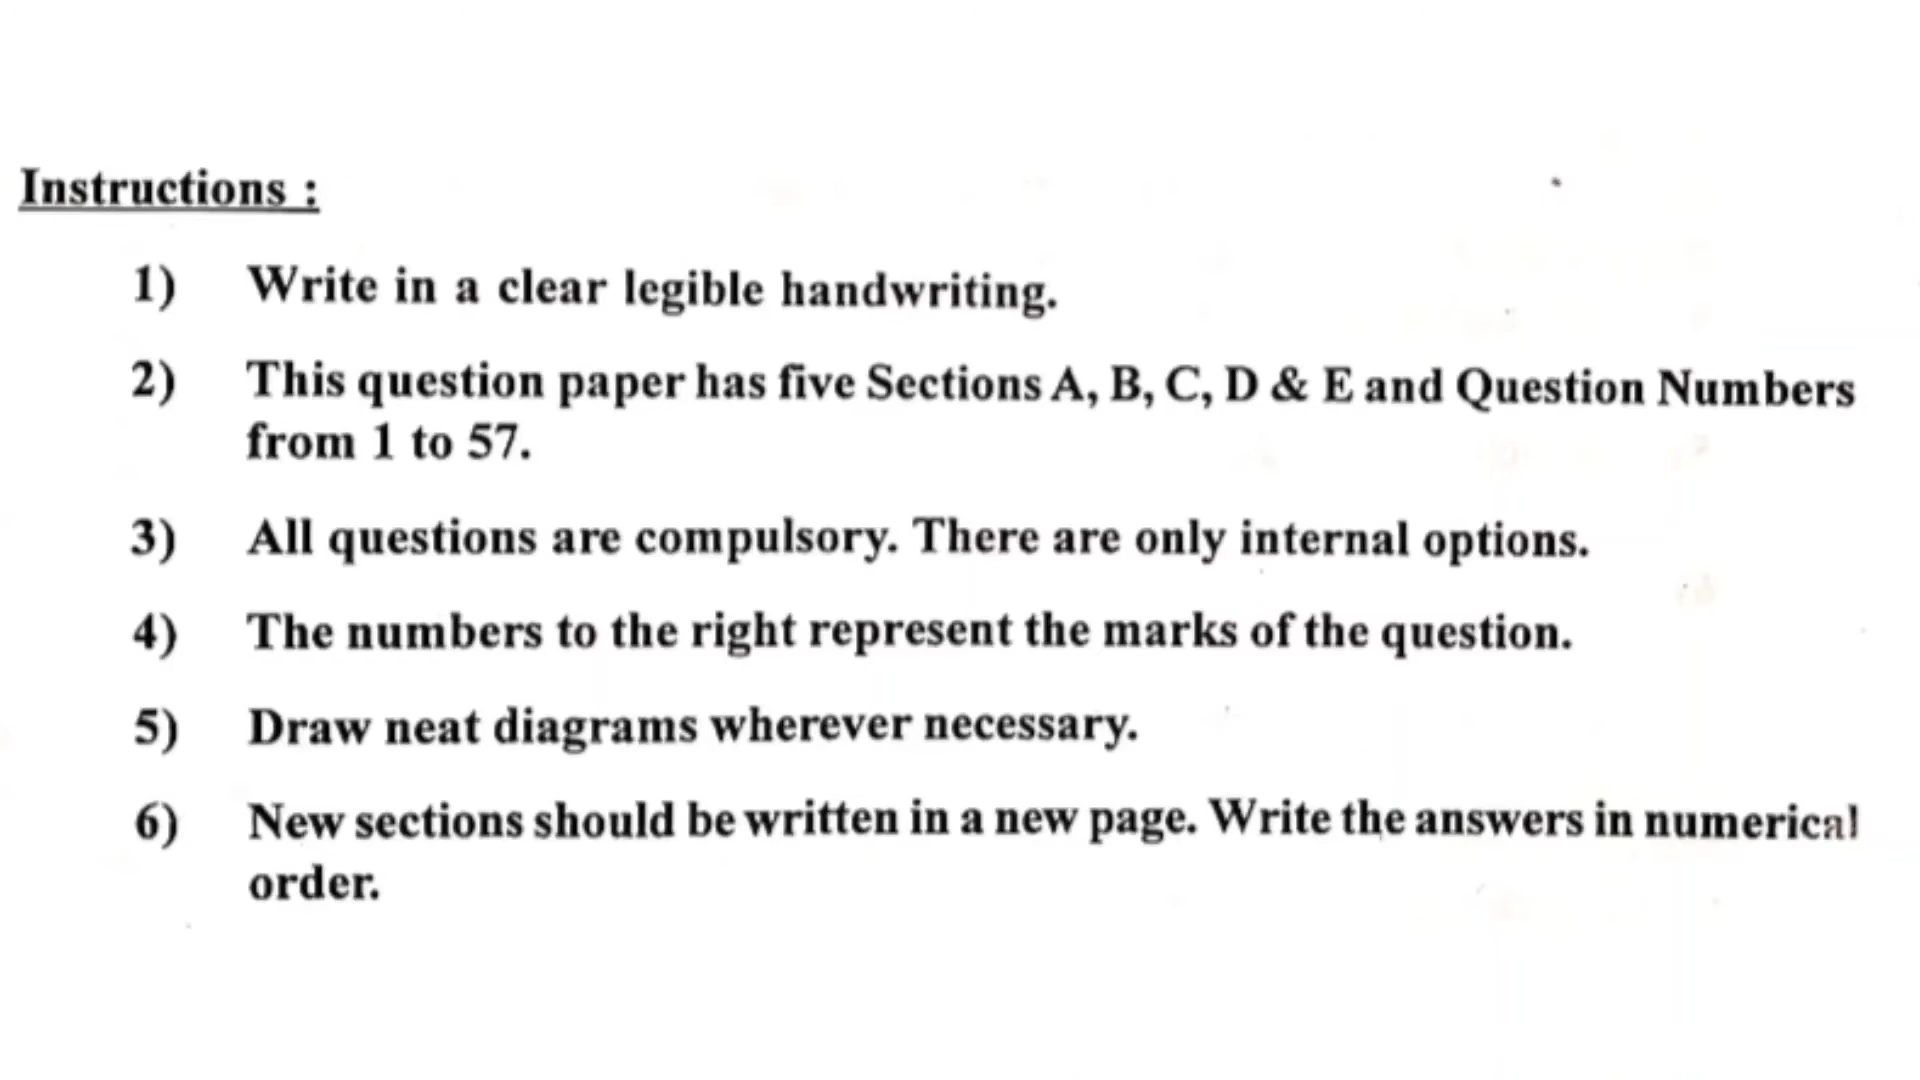 Instructions :
1) Write in a clear legible handwriting.
2) This question paper has five Sections A, B, C, D & E and Question Numbers
from 1 to 57.
3) All questions are compulsory. There are only internal options.
4) The numbers to the right represent the marks of the question.
5) Draw neat diagrams wherever necessary.
6) New sections should be written in a new page. Write the answers in numerical
order.